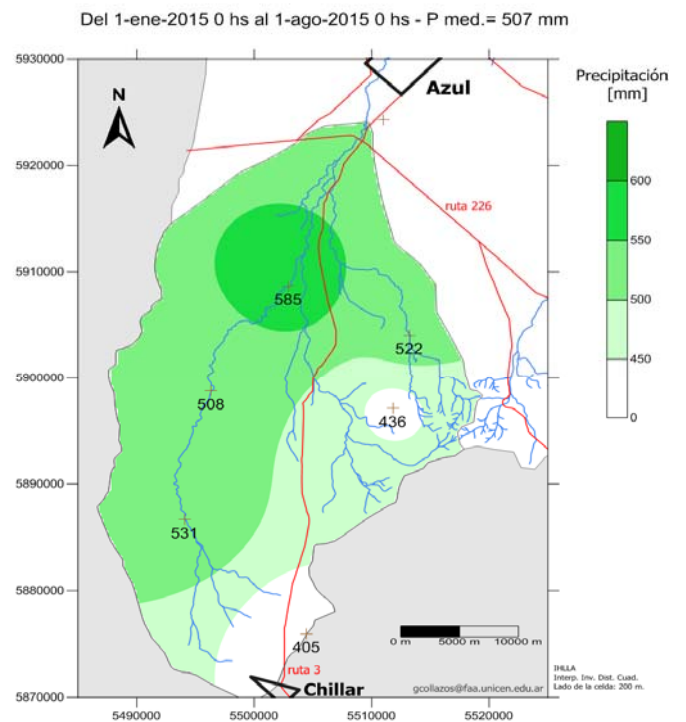 Del 1-ene-2015 0 hs al 1-ago-2015 0 hs - P med.= 507 mm
5930000
5920000
5910000
5900000
5890000
5880000
5870000
5490000
5500000
5510000
5520000
N
Azul
ruta 226
585
522
508
436
531
405
ruta 3
Chillar
0 m
5000 m
10000 m
gcollazos@faa.unicen.edu.ar
IHLLA
Interp. Inv. Dist. Cuad.
Lado de la celda: 200 m.
Precipitación
[mm]
600
550
500
450
0